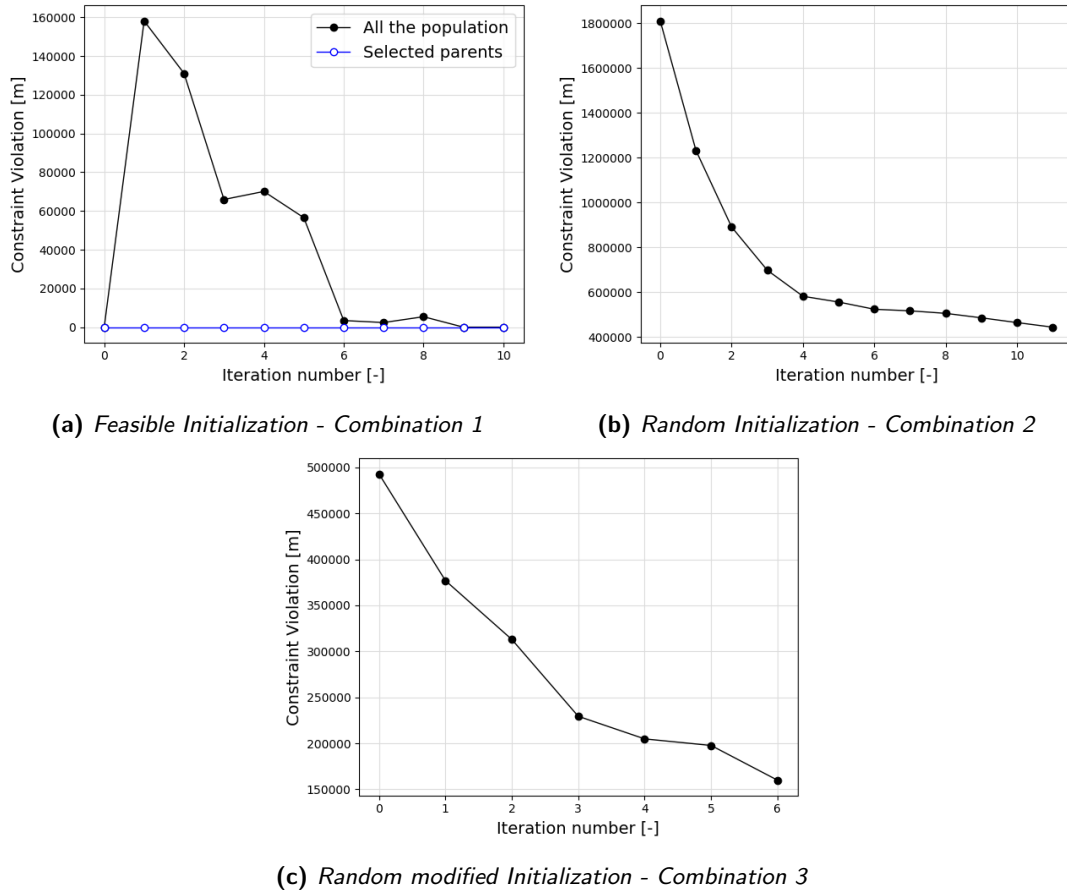 160000
140000
120000
100000
80000
60000
40000
20000
0
Constraint Violation [m]
All the population
Selected parents
0 2 4 6 8 10
Iteration number [-]
(a) Feasible Initialization - Combination 1
1800000
1600000
1400000
1200000
1000000
800000
600000
400000
Constraint Violation [m]
0 2 4 6 8 10
Iteration number [-]
(b) Random Initialization - Combination 2
500000
450000
400000
350000
300000
250000
200000
150000
Constraint Violation [m]
0 1 2 3 4 5 6
Iteration number [-]
(c) Random modified Initialization - Combination 3